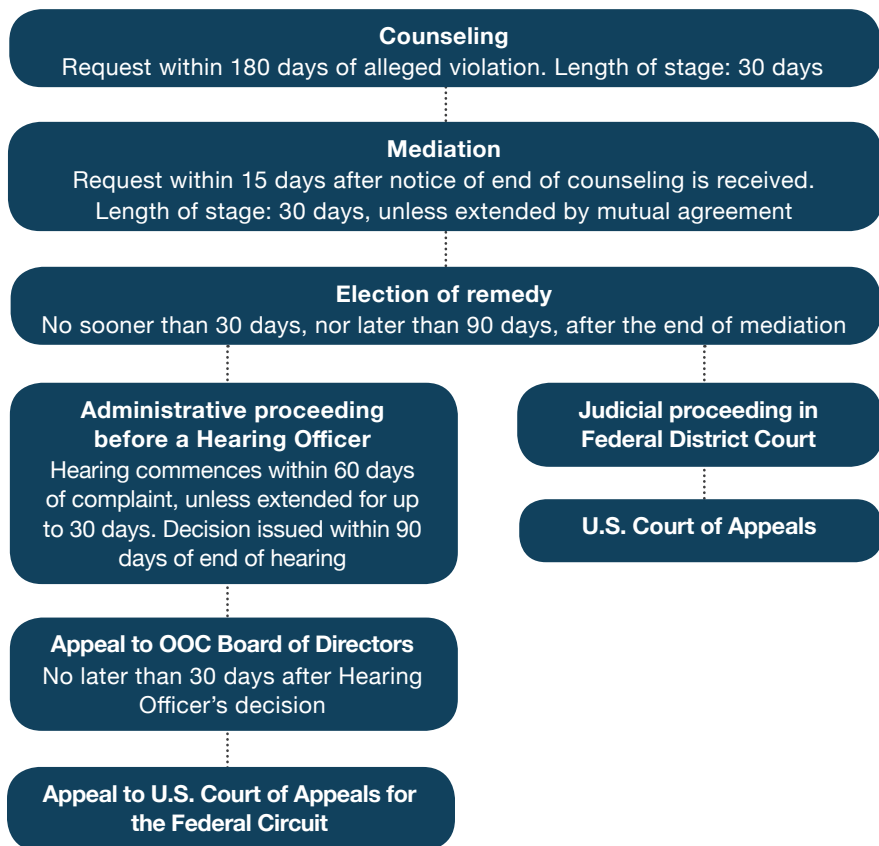 Counseling
Request within 180 days of alleged violation. Length of stage: 30 days
Mediation
Request within 15 days after notice of end of counseling is received.
Length of stage: 30 days, unless extended by mutual agreement
Election of remedy
No sooner than 30 days, nor later than 90 days, after the end of mediation
Administrative proceeding
before a Hearing Officer
Hearing commences within 60 days
of complaint, unless extended for up
to 30 days. Decision issued within 90
days of end of hearing
Appeal to OOC Board of Directors
No later than 30 days after Hearing
Officer’s decision
Appeal to U.S. Court of Appeals for
the Federal Circuit
Judicial proceeding in
Federal District Court
U.S. Court of Appeals